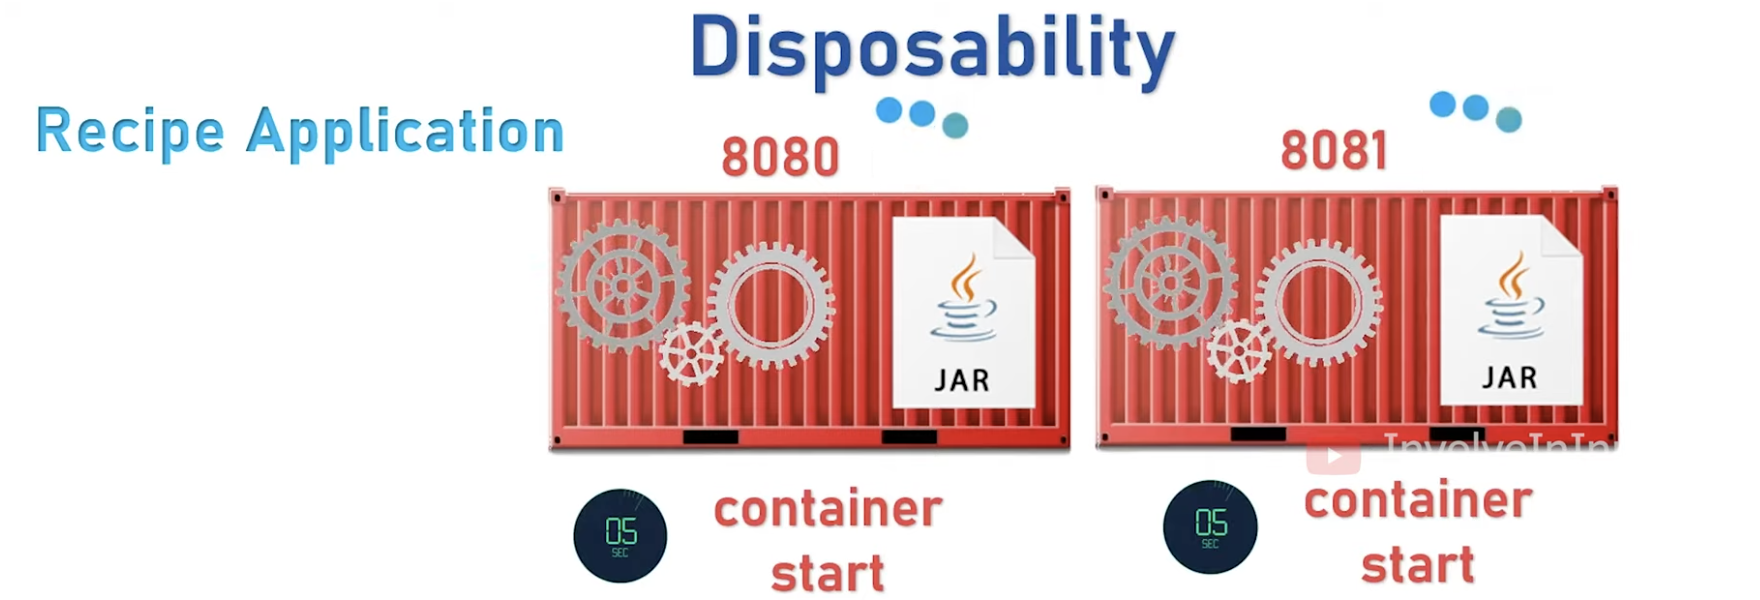 Disposability
Recipe Application
8080
8081
JAR
JAR
05
SEC
container
start
05
SEC
container
start